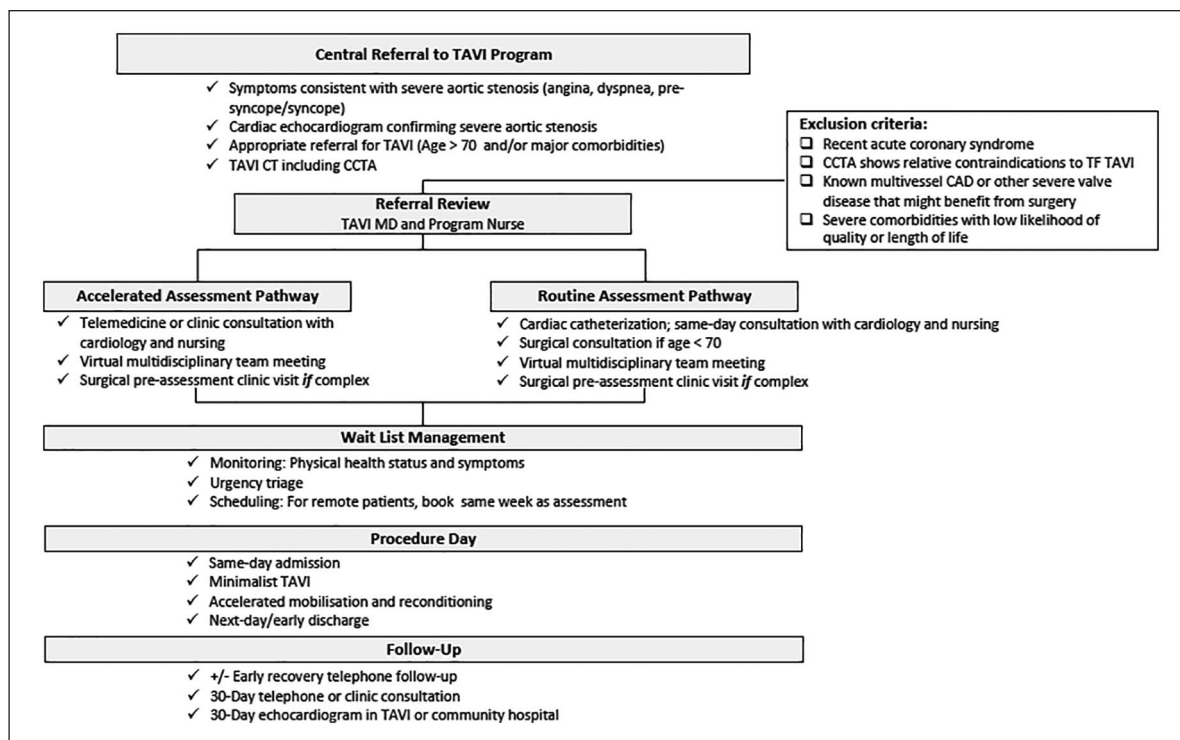 Central Referral to TAVI Program
✓ Symptoms consistent with severe aortic stenosis (angina, dyspnea, pre-
syncope/syncope)
✓ Cardiac echocardiogram confirming severe aortic stenosis
✓ Appropriate referral for TAVI (Age > 70 and/or major comorbidities)
✓ TAVI CT including CCTA
Exclusion criteria:
❑ Recent acute coronary syndrome
❑ CCTA shows relative contraindications to TF TAVI
❑ Known multivessel CAD or other severe valve
disease that might benefit from surgery
❑ Severe comorbidities with low likelihood of
quality or length of life
Referral Review
TAVI MD and Program Nurse
Accelerated Assessment Pathway
✓ Telemedicine or clinic consultation with
cardiology and nursing
✓ Virtual multidisciplinary team meeting
✓ Surgical pre-assessment clinic visit if complex
Routine Assessment Pathway
✓ Cardiac catheterization; same-day consultation with cardiology and nursing
✓ Surgical consultation if age < 70
✓ Virtual multidisciplinary team meeting
✓ Surgical pre-assessment clinic visit if complex
Wait List Management
✓ Monitoring: Physical health status and symptoms
✓ Urgency triage
✓ Scheduling: For remote patients, book same week as assessment
Procedure Day
✓ Same-day admission
✓ Minimalist TAVI
✓ Accelerated mobilisation and reconditioning
✓ Next-day/early discharge
Follow-Up
✓ +/- Early recovery telephone follow-up
✓ 30-Day telephone or clinic consultation
✓ 30-Day echocardiogram in TAVI or community hospital